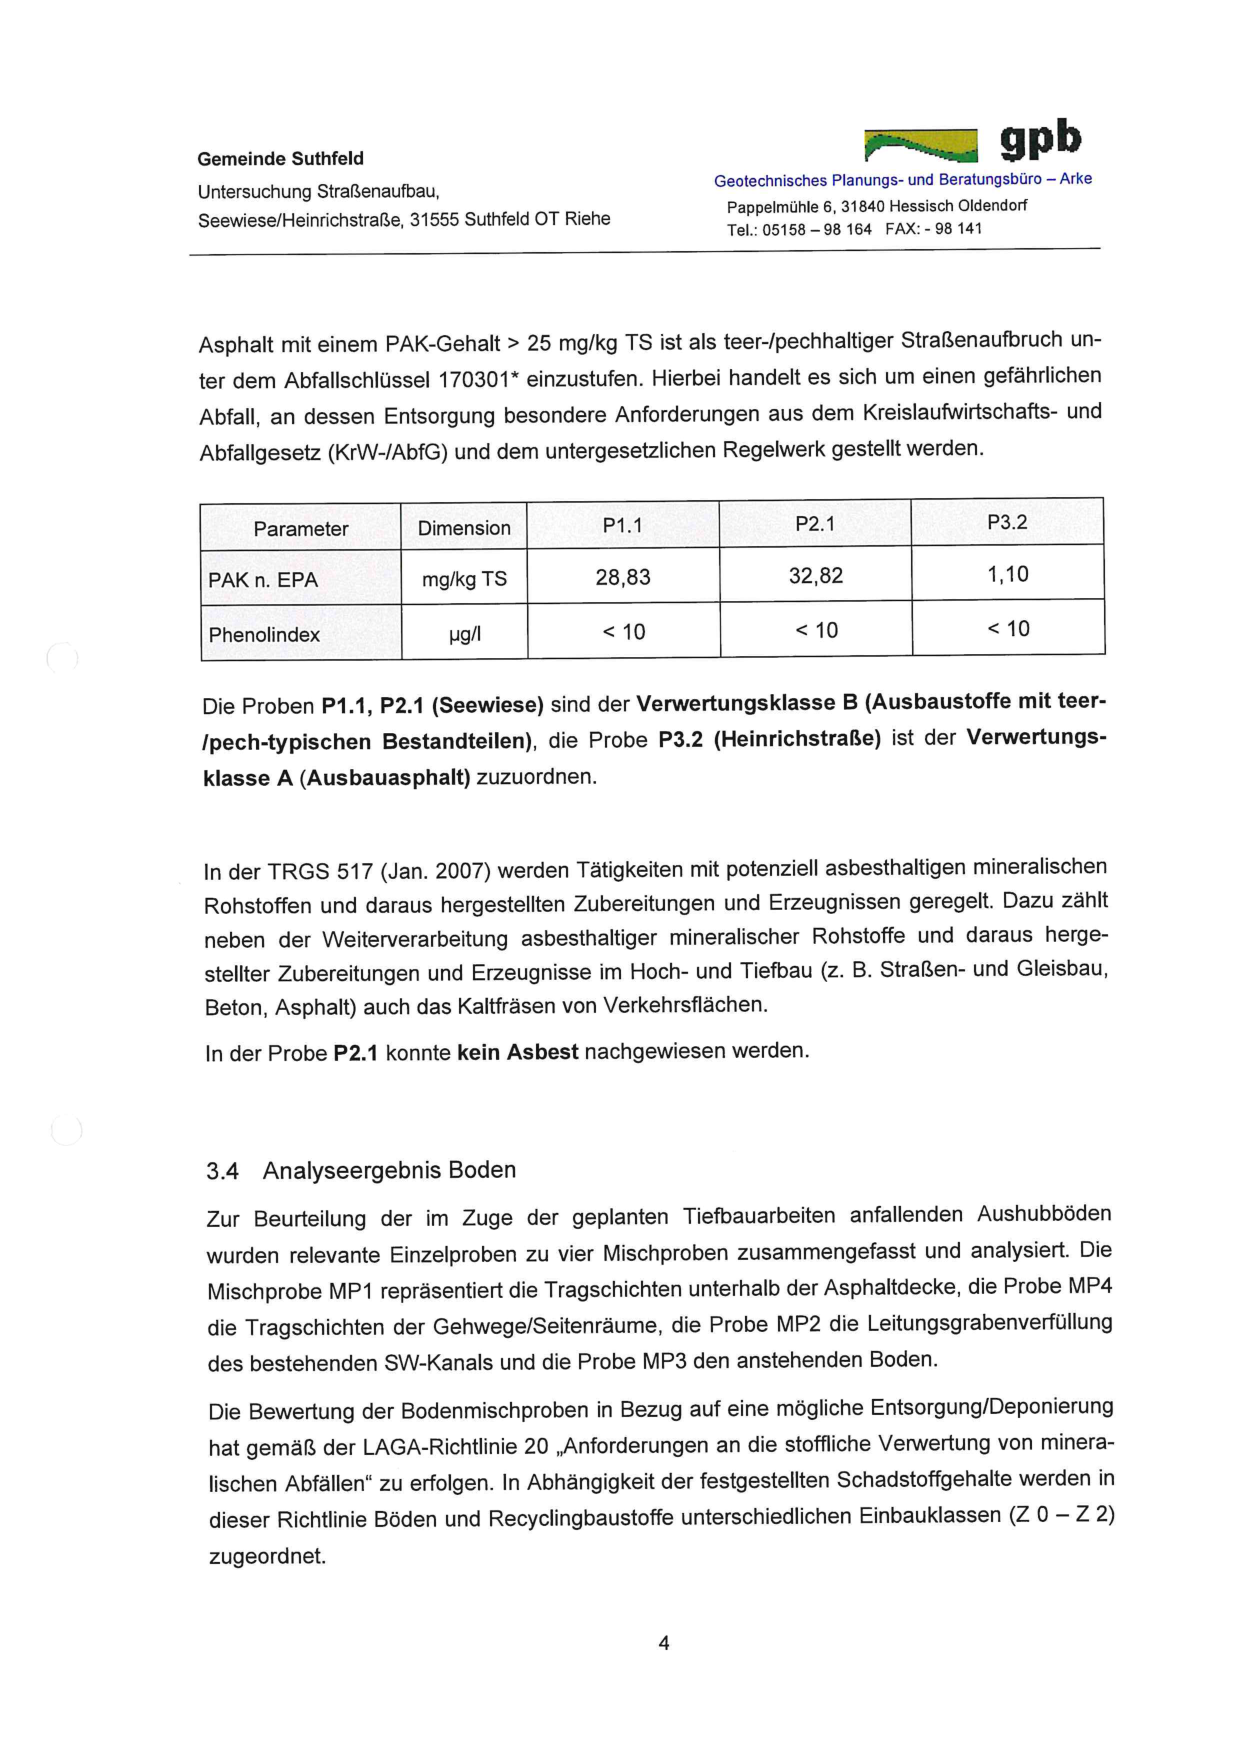 gpb
Gemeinde Suthfeld
Untersuchung Straßenaufbau,
Seewiese/Heinrichstraße, 31555 Suthfeld OT Riehe
Geotechnisches Planungs- und Beratungsbüro – Arke
Pappelmühle 6, 31840 Hessisch Oldendorf
Tel.: 05158 – 98 164 FAX: - 98 141
Asphalt mit einem PAK-Gehalt > 25 mg/kg TS ist als teer-/pechhaltiger Straßenaufbruch un-
ter dem Abfallschlüssel 170301* einzustufen. Hierbei handelt es sich um einen gefährlichen
Abfall, an dessen Entsorgung besondere Anforderungen aus dem Kreislaufwirtschafts- und
Abfallgesetz (KrW-/AbfG) und dem untergesetzlichen Regelwerk gestellt werden.
Parameter Dimension P1.1 P2.1 P3.2
PAK n. EPA mg/kg TS 28,83 32,82 1,10
Phenolindex µg/l < 10 < 10 < 10
Die Proben P1.1, P2.1 (Seewiese) sind der Verwertungsklasse B (Ausbaustoffe mit teer-
/pech-typischen Bestandteilen), die Probe P3.2 (Heinrichstraße) ist der Verwertungs-
klasse A (Ausbauasphalt) zuzuordnen.
In der TRGS 517 (Jan. 2007) werden Tätigkeiten mit potenziell asbesthaltigen mineralischen
Rohstoffen und daraus hergestellten Zubereitungen und Erzeugnissen geregelt. Dazu zählt
neben der Weiterverarbeitung asbesthaltiger mineralischer Rohstoffe und daraus herge-
stellter Zubereitungen und Erzeugnisse im Hoch- und Tiefbau (z. B. Straßen- und Gleisbau,
Beton, Asphalt) auch das Kaltfräsen von Verkehrsflächen.
In der Probe P2.1 konnte kein Asbest nachgewiesen werden.
3.4 Analyseergebnis Boden
Zur Beurteilung der im Zuge der geplanten Tiefbauarbeiten anfallenden Aushubböden
wurden relevante Einzelproben zu vier Mischproben zusammengefasst und analysiert. Die
Mischprobe MP1 repräsentiert die Tragschichten unterhalb der Asphaltdecke, die Probe MP4
die Tragschichten der Gehwege/Seitenräume, die Probe MP2 die Leitungsgrabenverfüllung
des bestehenden SW-Kanals und die Probe MP3 den anstehenden Boden.
Die Bewertung der Bodenmischproben in Bezug auf eine mögliche Entsorgung/Deponierung
hat gemäß der LAGA-Richtlinie 20 „Anforderungen an die stoffliche Verwertung von minera-
lischen Abfällen“ zu erfolgen. In Abhängigkeit der festgestellten Schadstoffgehalte werden in
dieser Richtlinie Böden und Recyclingbaustoffe unterschiedlichen Einbauklassen (Z 0 – Z 2)
zugeordnet.
4